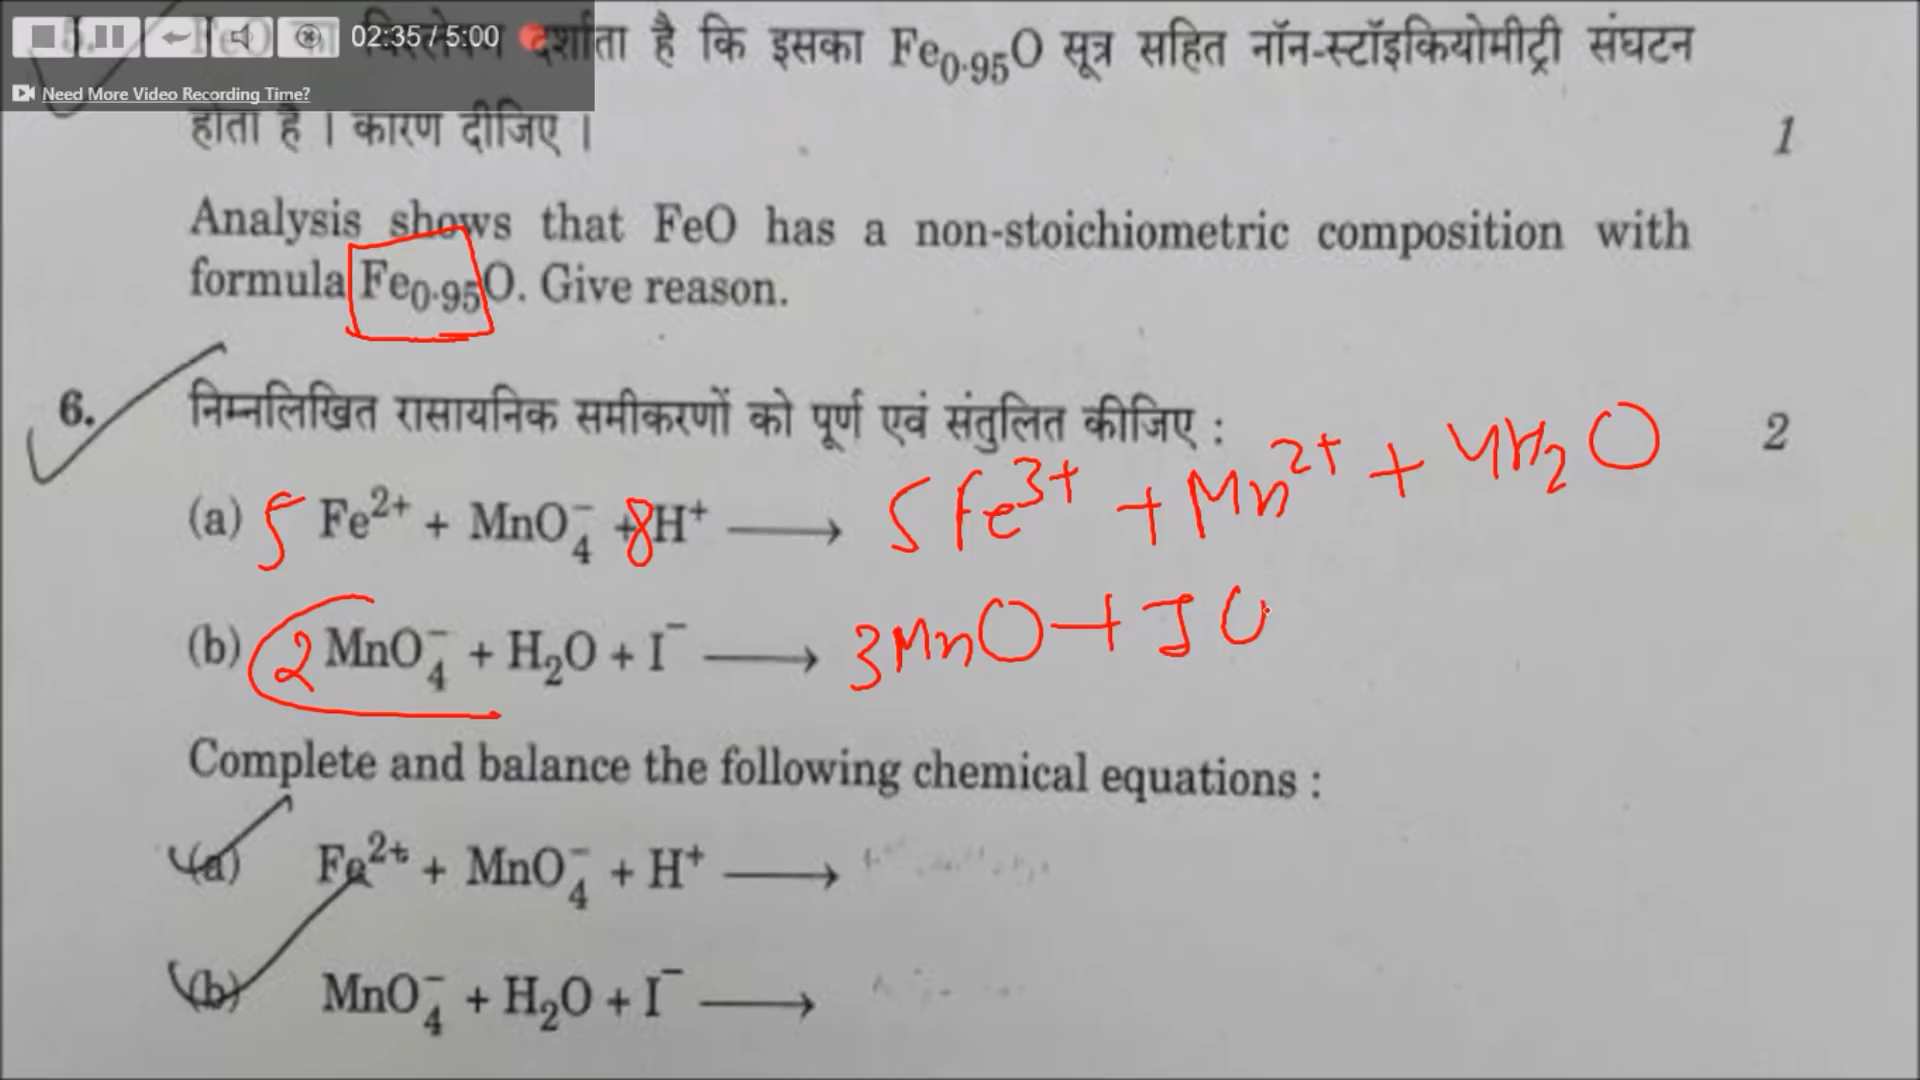 02:35 / 5:00
Need More Video Recording Time?
5. FeO का विश्लेषण दर्शाता है कि इसका Fe₀.₉₅O सूत्र सहित नॉन-स्टॉइकियोमीट्री संघटन
होता है । कारण दीजिए । 1
Analysis shows that FeO has a non-stoichiometric composition with
formula Fe₀.₉₅O. Give reason.
6. निम्नलिखित रासायनिक समीकरणों को पूर्ण एवं संतुलित कीजिए : 2
(a) 5 Fe²⁺ + MnO₄⁻ + 8H⁺ ⟶ 5Fe³⁺ + Mn²⁺ + 4H₂O
(b) 2 MnO₄⁻ + H₂O + I⁻ ⟶ 3MnO + IO
Complete and balance the following chemical equations :
(a) Fe²⁺ + MnO₄⁻ + H⁺ ⟶
(b) MnO₄⁻ + H₂O + I⁻ ⟶